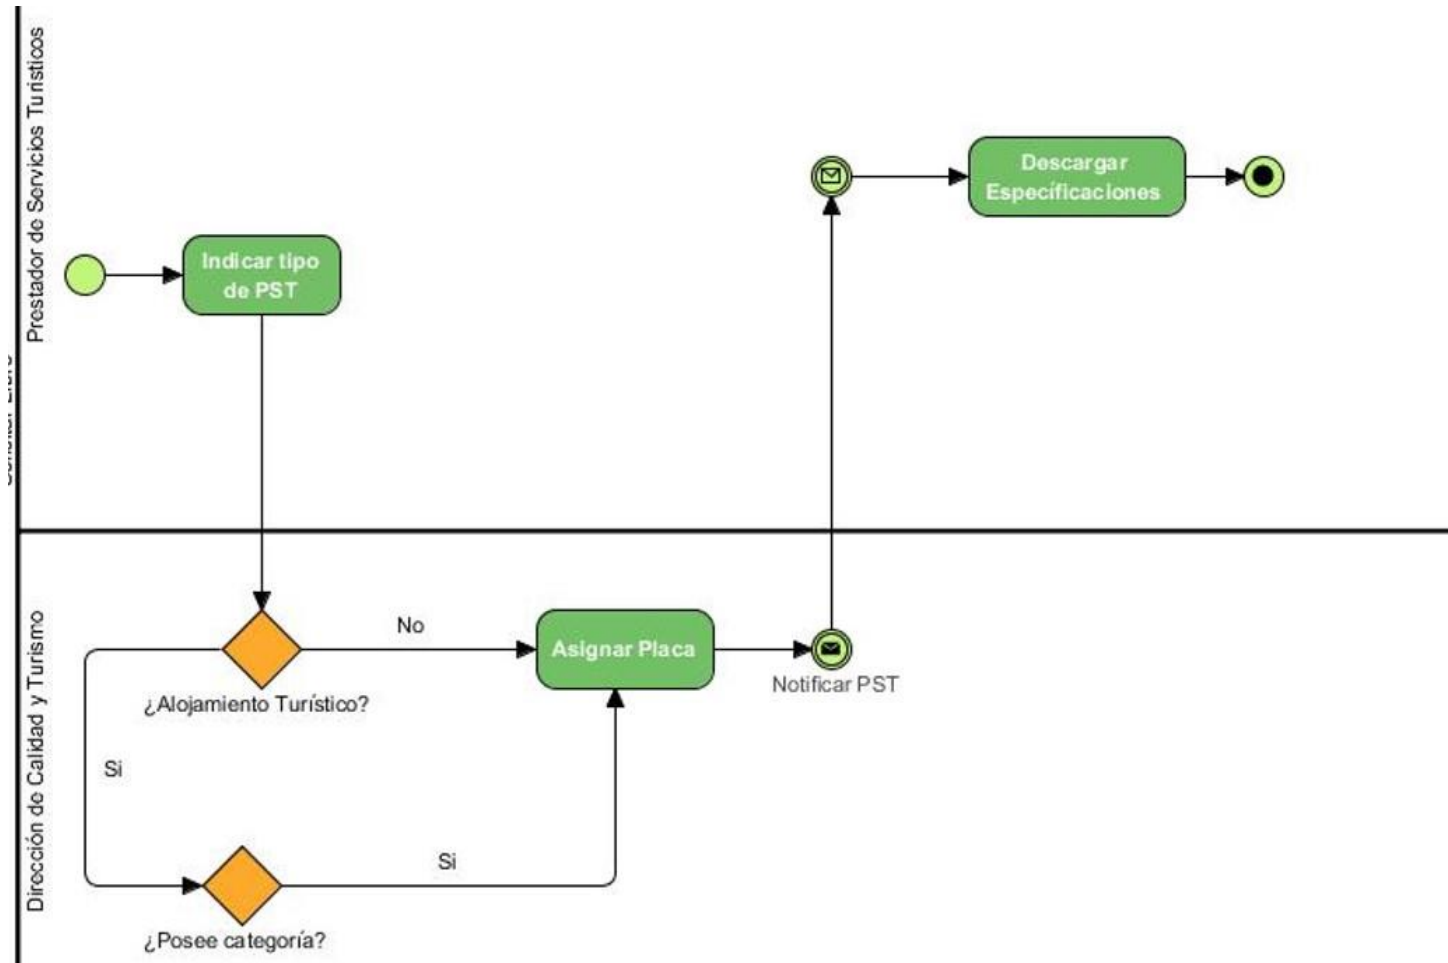 Prestador de Servicios Turísticos
Indicar tipo
de PST
Descargar
Específicaciones
Dirección de Calidad y Turismo
No
Asignar Placa
Notificar PST
¿Alojamiento Turístico?
Si
Si
¿Posee categoría?